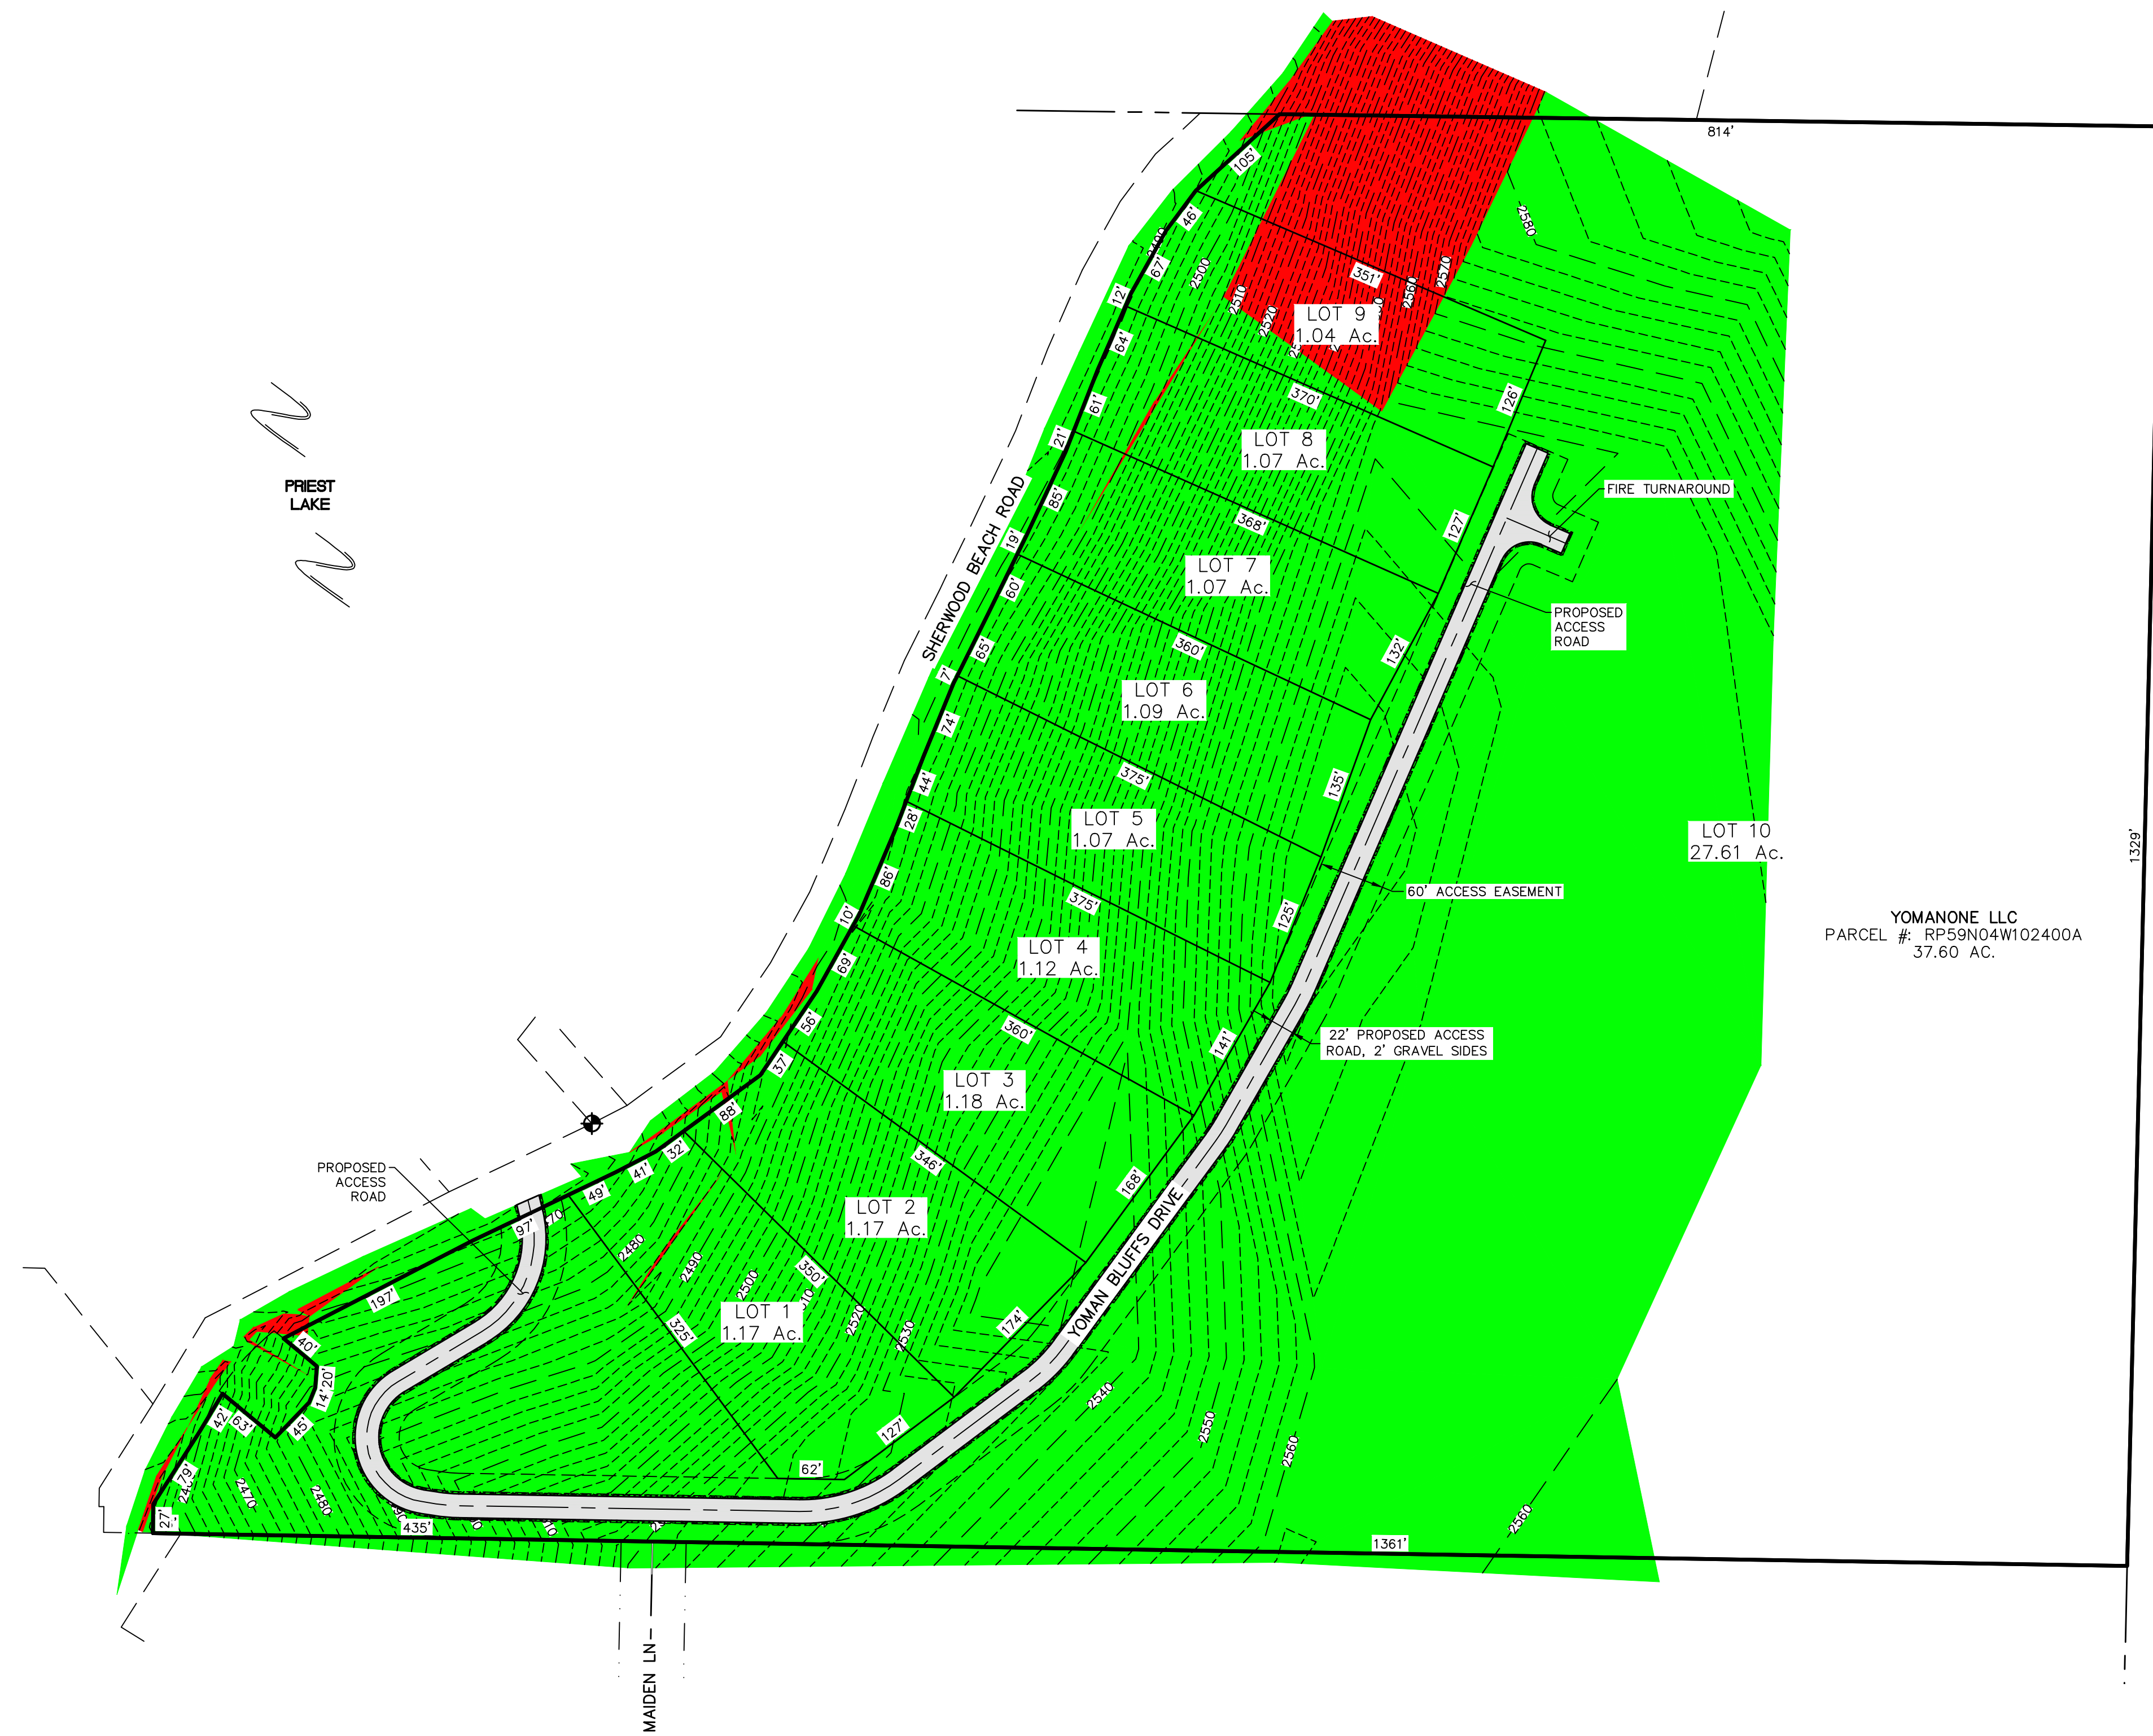 814'
105'
46'
2580
67'
2500
351'
2570
2560
12'
2510
2520
LOT 9
1.04 Ac.
64'
370'
126'
61'
21'
LOT 8
1.07 Ac.
PRIEST
LAKE
FIRE TURNAROUND
85'
SHERWOOD BEACH ROAD
368'
127'
19'
LOT 7
1.07 Ac.
60'
PROPOSED
ACCESS
ROAD
65'
360'
132'
7'
LOT 6
1.09 Ac.
74'
375'
135'
44'
28'
LOT 5
1.07 Ac.
LOT 10
27.61 Ac.
1329'
86'
375'
60' ACCESS EASEMENT
10'
125'
YOMANONE LLC
PARCEL #: RP59N04W102400A
37.60 AC.
LOT 4
1.12 Ac.
69'
56'
360'
141'
22' PROPOSED ACCESS
ROAD, 2' GRAVEL SIDES
37'
LOT 3
1.18 Ac.
88'
32'
41'
346'
168'
PROPOSED
ACCESS
ROAD
49'
97'
LOT 2
1.17 Ac.
YOMAN BLUFFS DRIVE
2480
2490
350'
2500
197'
LOT 1
1.17 Ac.
2520
174'
325'
2530
40'
20'
14'
2540
42'
63'
45'
127'
2550
2560
62'
79'
2470
2480
27'
435'
2560
1361'
MAIDEN LN